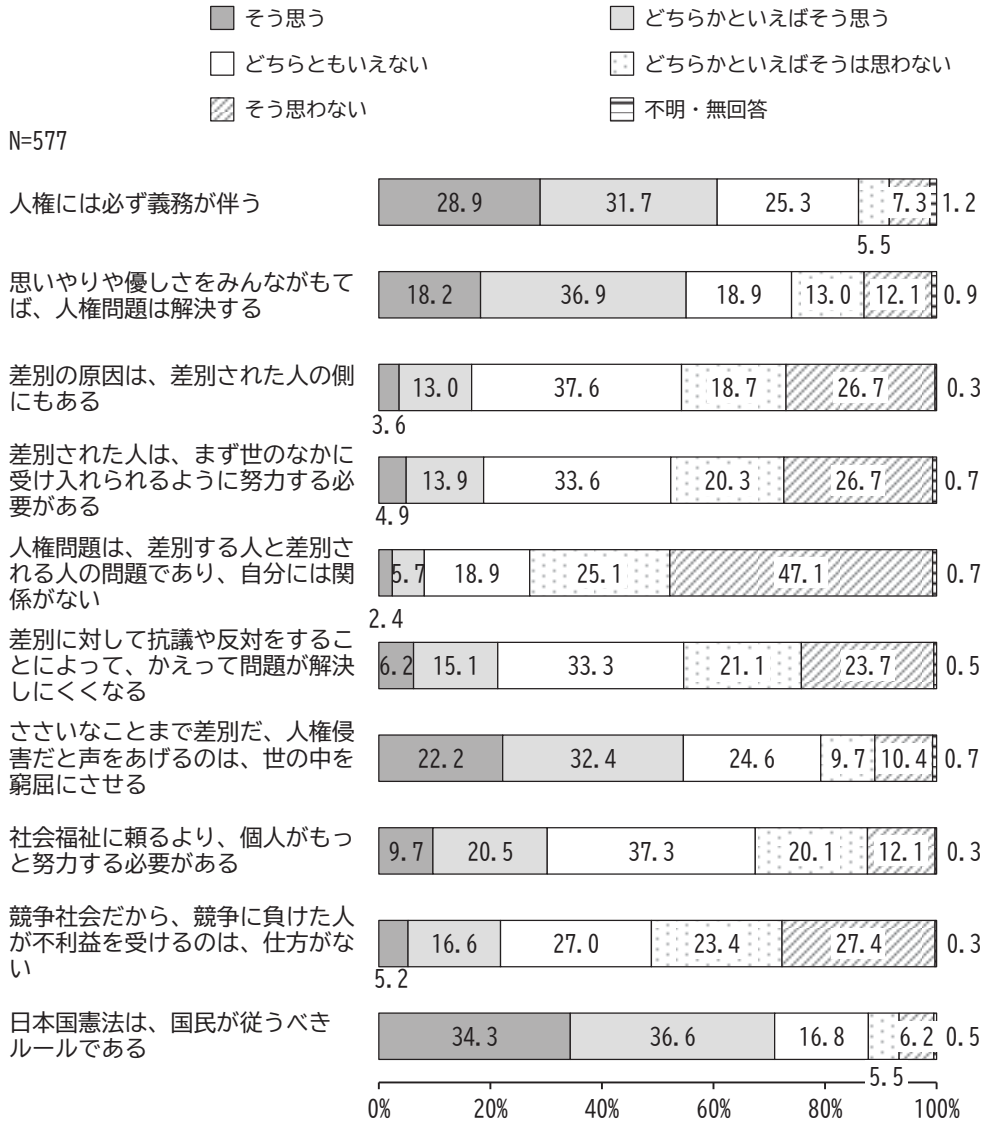 そう思う どちらかといえばそう思う
どちらともいえない どちらかといえばそうは思わない
そう思わない 不明・無回答
N=577
人権には必ず義務が伴う
28.9 31.7 25.3 7.3 1.2
5.5
思いやりや優しさをみんながもて
ば、人権問題は解決する
18.2 36.9 18.9 13.0 12.1 0.9
差別の原因は、差別された人の側
にもある
13.0 37.6 18.7 26.7 0.3
3.6
差別された人は、まず世のなかに
受け入れられるように努力する必
要がある
13.9 33.6 20.3 26.7 0.7
4.9
人権問題は、差別する人と差別さ
れる人の問題であり、自分には関
係がない
5.7 18.9 25.1 47.1 0.7
2.4
差別に対して抗議や反対をするこ
とによって、かえって問題が解決
しにくくなる
6.2 15.1 33.3 21.1 23.7 0.5
ささいなことまで差別だ、人権侵
害だと声をあげるのは、世の中を
窮屈にさせる
22.2 32.4 24.6 9.7 10.4 0.7
社会福祉に頼るより、個人がもっ
と努力する必要がある
9.7 20.5 37.3 20.1 12.1 0.3
競争社会だから、競争に負けた人
が不利益を受けるのは、仕方がな
い
16.6 27.0 23.4 27.4 0.3
5.2
日本国憲法は、国民が従うべき
ルールである
34.3 36.6 16.8 6.2 0.5
5.5
0% 20% 40% 60% 80% 100%